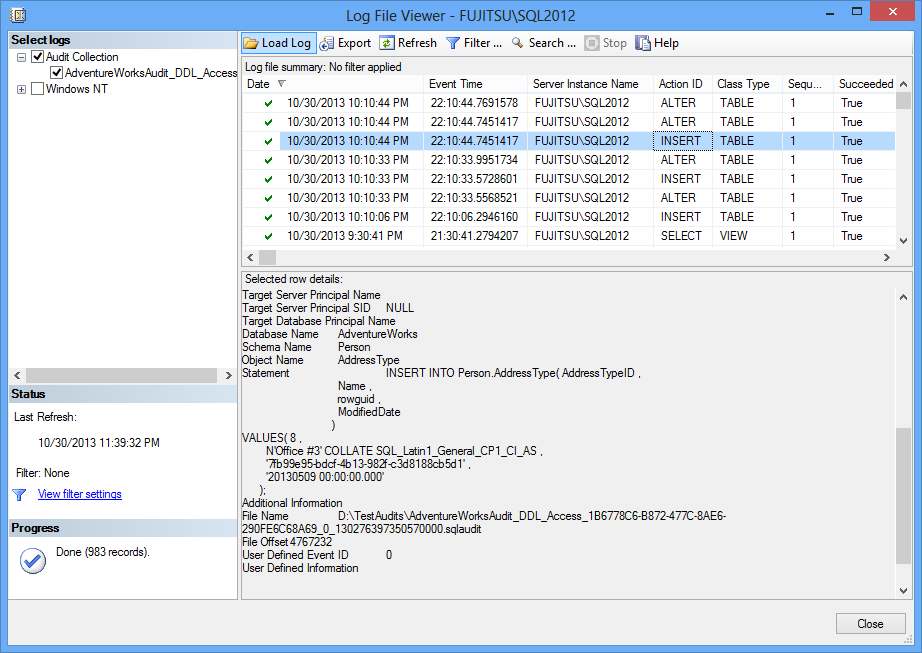 Log File Viewer - FUJITSU\SQL2012
Select logs
Audit Collection
AdventureWorksAudit_DDL_Access
Windows NT
Load Log Export Refresh Filter ... Search ... Stop Help
Log file summary: No filter applied
Date Event Time Server Instance Name Action ID Class Type Sequ... Succeeded
10/30/2013 10:10:44 PM 22:10:44.7691578 FUJITSU\SQL2012 ALTER TABLE 1 True
10/30/2013 10:10:44 PM 22:10:44.7451417 FUJITSU\SQL2012 ALTER TABLE 1 True
10/30/2013 10:10:44 PM 22:10:44.7451417 FUJITSU\SQL2012 INSERT TABLE 1 True
10/30/2013 10:10:33 PM 22:10:33.9951734 FUJITSU\SQL2012 ALTER TABLE 1 True
10/30/2013 10:10:33 PM 22:10:33.5728601 FUJITSU\SQL2012 INSERT TABLE 1 True
10/30/2013 10:10:33 PM 22:10:33.5568521 FUJITSU\SQL2012 ALTER TABLE 1 True
10/30/2013 10:10:06 PM 22:10:06.2946160 FUJITSU\SQL2012 INSERT TABLE 1 True
10/30/2013 9:30:41 PM 21:30:41.2794207 FUJITSU\SQL2012 SELECT VIEW 1 True
Selected row details:
Target Server Principal Name
Target Server Principal SID NULL
Target Database Principal Name
Database Name AdventureWorks
Schema Name Person
Object Name AddressType
Statement INSERT INTO Person.AddressType( AddressTypeID ,
Name ,
rowguid ,
ModifiedDate
)
VALUES( 8 ,
N'Office #3' COLLATE SQL_Latin1_General_CP1_CI_AS ,
'7fb99e95-bdcf-4b13-982f-c3d8188cb5d1' ,
'20130509 00:00:00.000'
);
Additional Information
File Name D:\TestAudits\AdventureWorksAudit_DDL_Access_1B6778C6-B872-477C-8AE6-
290FE6C68A69_0_130276397350570000.sqlaudit
File Offset 4767232
User Defined Event ID 0
User Defined Information
Status
Last Refresh:
10/30/2013 11:39:32 PM
Filter: None
View filter settings
Progress
Done (983 records).
Close